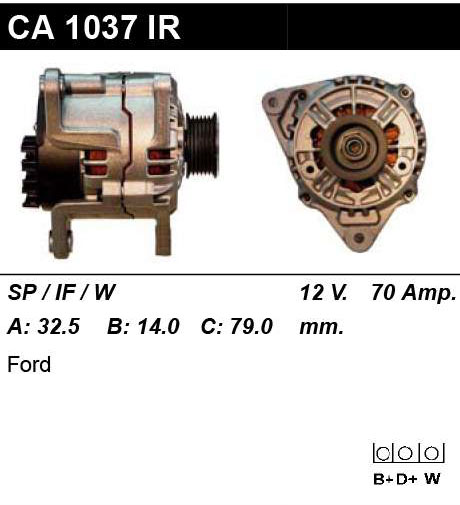 CA 1037 IR
SP / IF / W 12 V. 70 Amp.
A: 32.5 B: 14.0 C: 79.0 mm.
Ford
B+ D+ W